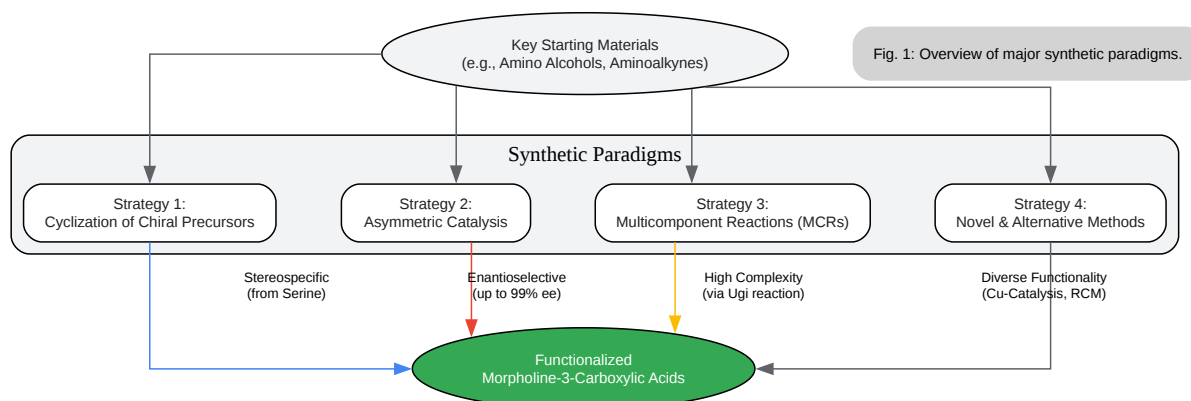 Key Starting Materials
(e.g., Amino Alcohols, Aminoalkynes)
Fig. 1: Overview of major synthetic paradigms.
Synthetic Paradigms
Strategy 1:
Cyclization of Chiral Precursors
Strategy 2:
Asymmetric Catalysis
Strategy 3:
Multicomponent Reactions (MCRs)
Strategy 4:
Novel & Alternative Methods
Stereospecific
(from Serine)
Enantioselective
(up to 99% ee)
High Complexity
(via Ugi reaction)
Diverse Functionality
(Cu-Catalysis, RCM)
Functionalized
Morpholine-3-Carboxylic Acids